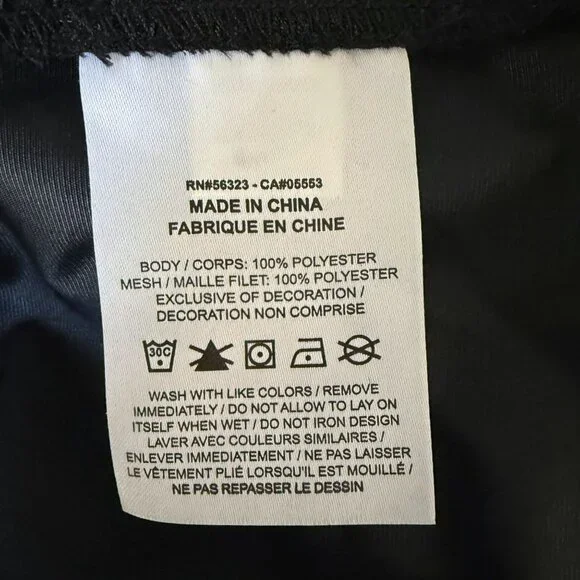 RN#56323 - CA#05553
MADE IN CHINA
FABRIQUE EN CHINE
BODY / CORPS: 100% POLYESTER
MESH / MAILLE FILET: 100% POLYESTER
EXCLUSIVE OF DECORATION /
DECORATION NON COMPRISE
30C
WASH WITH LIKE COLORS / REMOVE
IMMEDIATELY / DO NOT ALLOW TO LAY ON
ITSELF WHEN WET / DO NOT IRON DESIGN
LAVER AVEC COULEURS SIMILAIRES /
ENLEVER IMMEDIATEMENT / NE PAS LAISSER
LE VÊTEMENT PLIÉ LORSQU'IL EST MOUILLÉ /
NE PAS REPASSER LE DESSIN